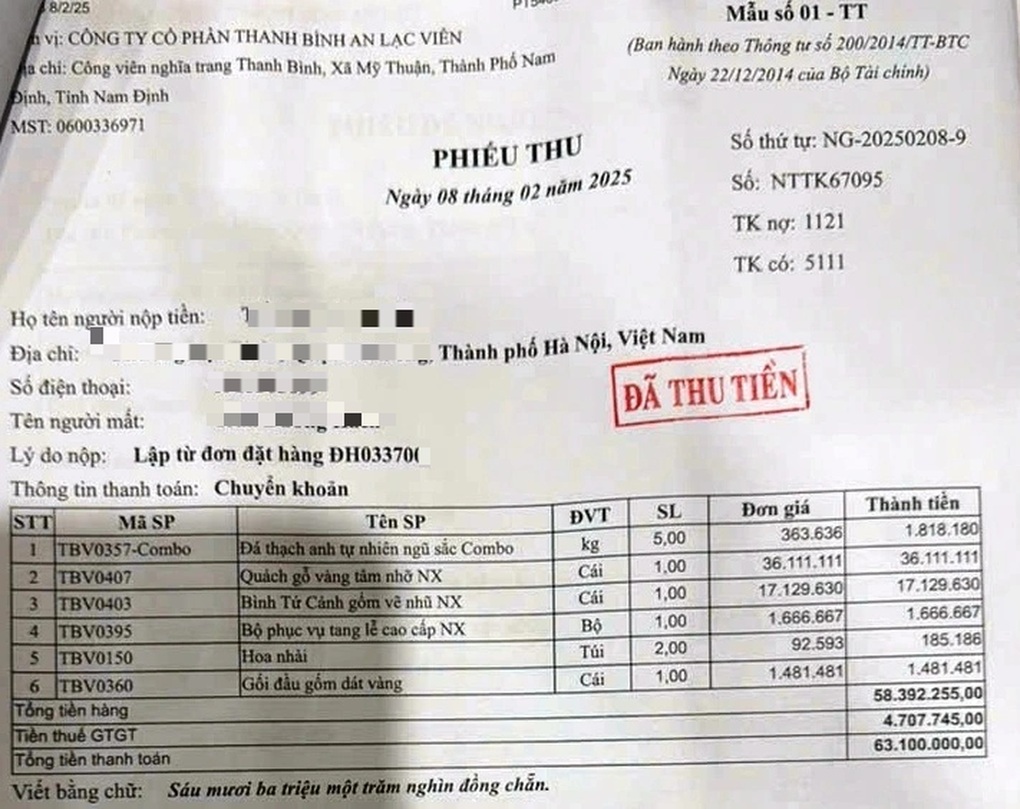 8/2/25
vị: CÔNG TY CỔ PHẦN THANH BÌNH AN LẠC VIÊN
chỉ: Công viên nghĩa trang Thanh Bình, Xã Mỹ Thuận, Thành Phố Nam
Định, Tỉnh Nam Định
MST: 0600336971
Mẫu số 01 - TT
(Ban hành theo Thông tư số 200/2014/TT-BTC
Ngày 22/12/2014 của Bộ Tài chính)
PHIẾU THU
Ngày 08 tháng 02 năm 2025
Số thứ tự: NG-20250208-9
Số: NTTK67095
TK nợ: 1121
TK có: 5111
Họ tên người nộp tiền:
Địa chỉ: Thành phố Hà Nội, Việt Nam
Số điện thoại:
Tên người mất:
ĐÃ THU TIỀN
Lý do nộp: Lập từ đơn đặt hàng
Thông tin thanh toán: Chuyển khoản
STT Mã SP Tên SP ĐVT SL Đơn giá Thành tiền
1 TBV0357-Combo Đá thạch anh tự nhiên ngũ sắc Combo kg 5,00 363.636 1.818.180
2 TBV0407 Quách gỗ vàng tâm nhỡ NX Cái 1,00 36.111.111 36.111.111
3 TBV0403 Bình Tứ Cảnh gốm vẽ nhũ NX Cái 1,00 17.129.630 17.129.630
4 TBV0395 Bộ phục vụ tang lễ cao cấp NX Bộ 1,00 1.666.667 1.666.667
5 TBV0150 Hoa nhài Túi 2,00 92.593 185.186
6 TBV0360 Gối đầu gốm dát vàng Cái 1,00 1.481.481 1.481.481
Tổng tiền hàng 58.392.255,00
Tiền thuế GTGT 4.707.745,00
Tổng tiền thanh toán 63.100.000,00
Viết bằng chữ: Sáu mươi ba triệu một trăm nghìn đồng chẵn.